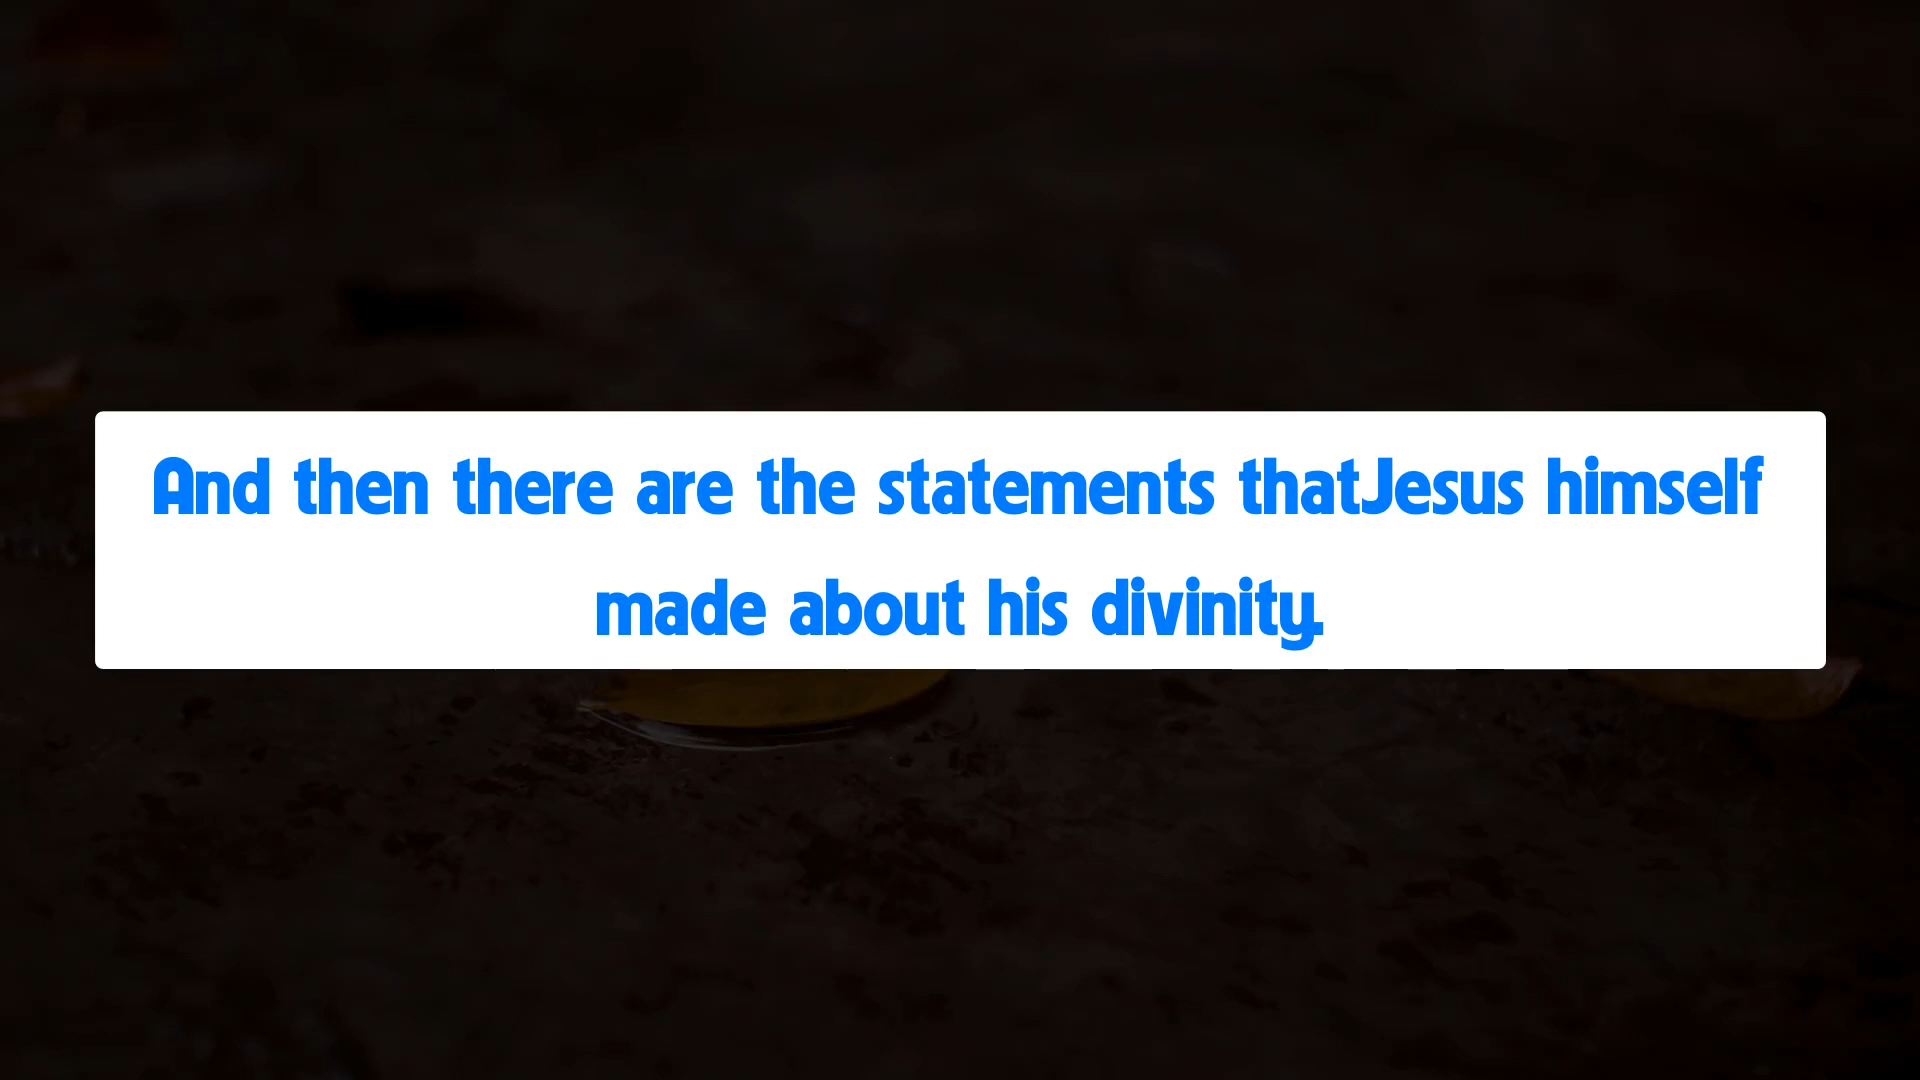 And then there are the statements thatJesus himself
made about his divinity.